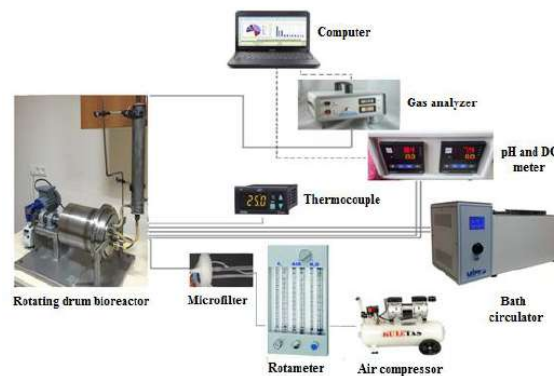 Computer
Gas analyzer
pH and DO
meter
Thermocouple
25.0
Rotating drum bioreactor
Microfilter
Bath
circulator
KULETAS
Rotameter
Air compressor